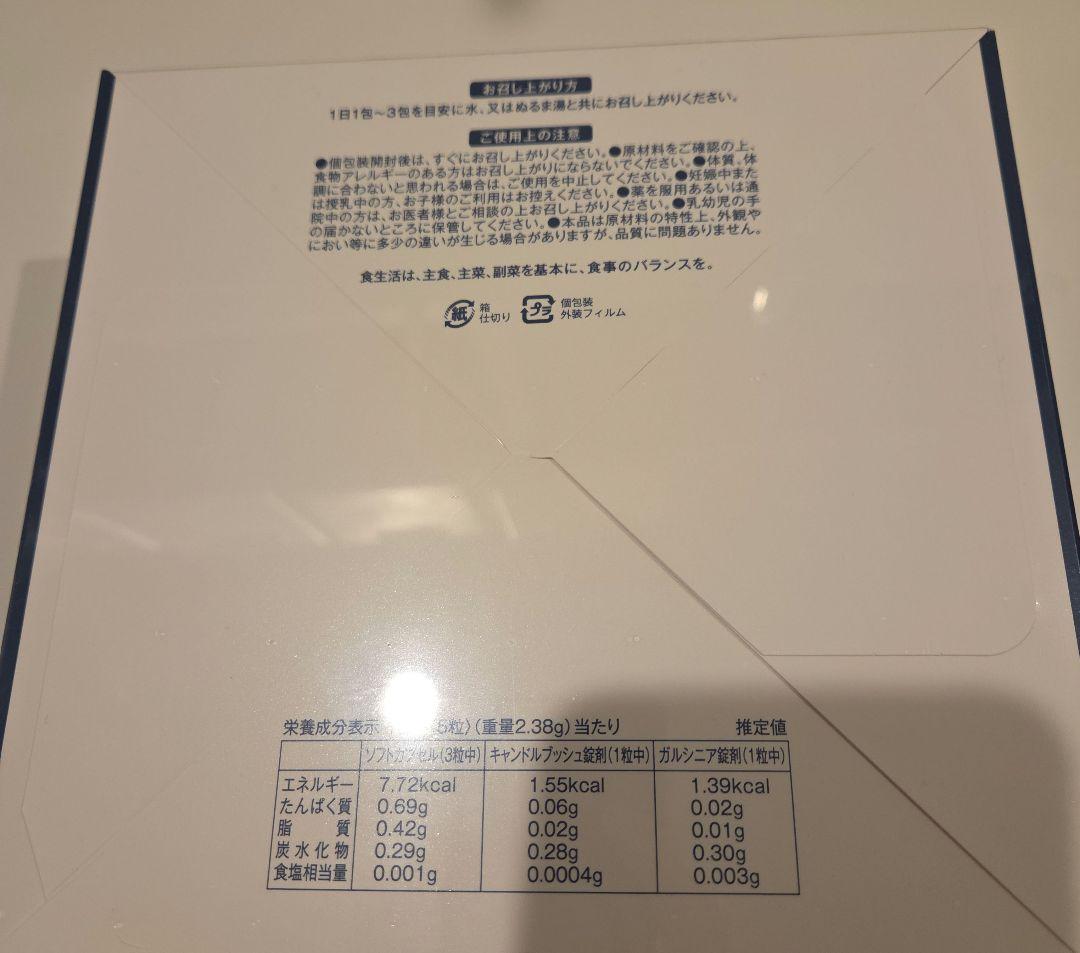 お召し上がり方
1日1包〜3包を目安に水、又はぬるま湯と共にお召し上がりください。
ご使用上の注意
●個包装開封後は、すぐにお召し上がりください。●原材料をご確認の上、
食物アレルギーのある方はお召し上がりにならないでください。●体質、体
調に合わないと思われる場合は、ご使用を中止してください。●妊娠中また
は授乳中の方、お子様のご利用はお控えください。●薬を服用あるいは通
院中の方は、お医者様とご相談の上お召し上がりください。●乳幼児の手
の届かないところに保管してください。●本品は原材料の特性上、外観や
におい等に多少の違いが生じる場合がありますが、品質に問題ありません。
食生活は、主食、主菜、副菜を基本に、食事のバランスを。
紙 箱 仕切り プラ 個包装 外装フィルム
栄養成分表示 5粒〉(重量2.38g)当たり 推定値
ソフトカプセル(3粒中) キャンドルブッシュ錠剤(1粒中) ガルシニア錠剤(1粒中)
エネルギー 7.72kcal 1.55kcal 1.39kcal
たんぱく質 0.69g 0.06g 0.02g
脂質 0.42g 0.02g 0.01g
炭水化物 0.29g 0.28g 0.30g
食塩相当量 0.001g 0.0004g 0.003g